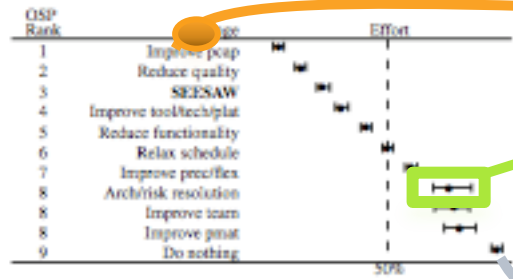 OSP
Rank ge Effort
1 Improve pcap
2 Reduce quality
3 SEESAW
4 Improve tool/tech/plat
5 Reduce functionality
6 Relax schedule
7 Improve prec/flex
8 Arch/risk resolution
8 Improve team
8 Improve pmat
9 Do nothing
50%